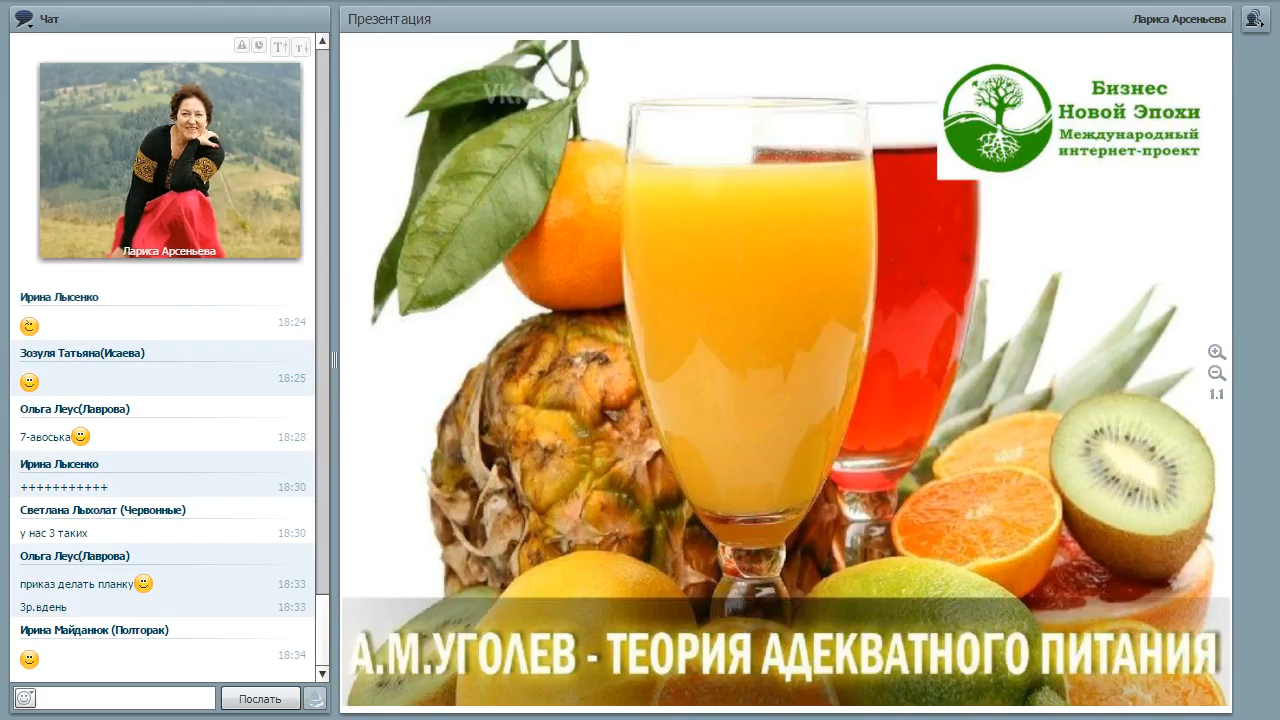 Чат
Лариса Арсеньева
Ирина Лысенко
18:24
Зозуля Татьяна(Исаева)
18:25
Ольга Леус(Лаврова)
7-авоська
18:28
Ирина Лысенко
+++++++++++
18:30
Светлана Лыхолат (Червонные)
у нас 3 таких
18:30
Ольга Леус(Лаврова)
приказ делать планку
18:33
3р.вдень
18:33
Ирина Майданюк (Полторак)
18:34
Послать
Презентация
Лариса Арсеньева
Бизнес
Новой Эпохи
Международный
интернет-проект
1.1
А.М.УГОЛЕВ - ТЕОРИЯ АДЕКВАТНОГО ПИТАНИЯ